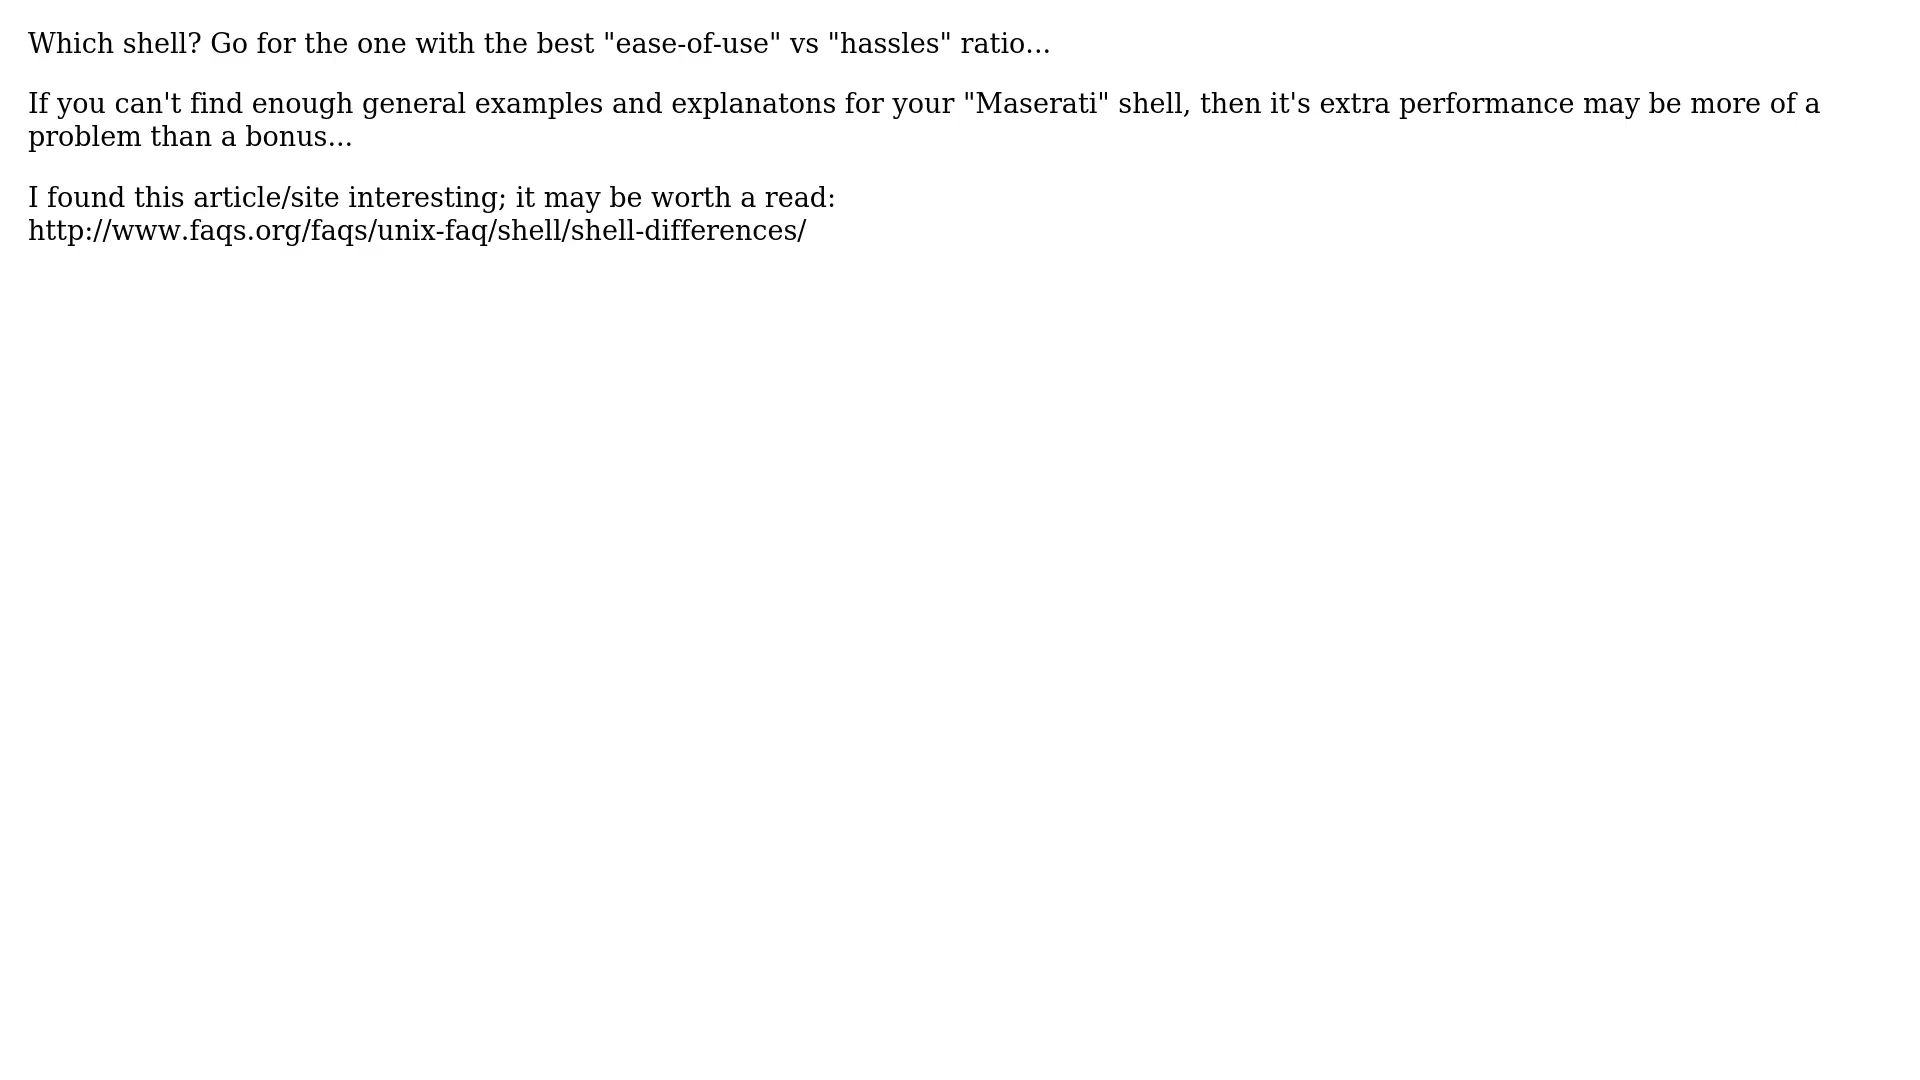 Which shell? Go for the one with the best "ease-of-use" vs "hassles" ratio...
If you can't find enough general examples and explanatons for your "Maserati" shell, then it's extra performance may be more of a
problem than a bonus...
I found this article/site interesting; it may be worth a read:
http://www.faqs.org/faqs/unix-faq/shell/shell-differences/